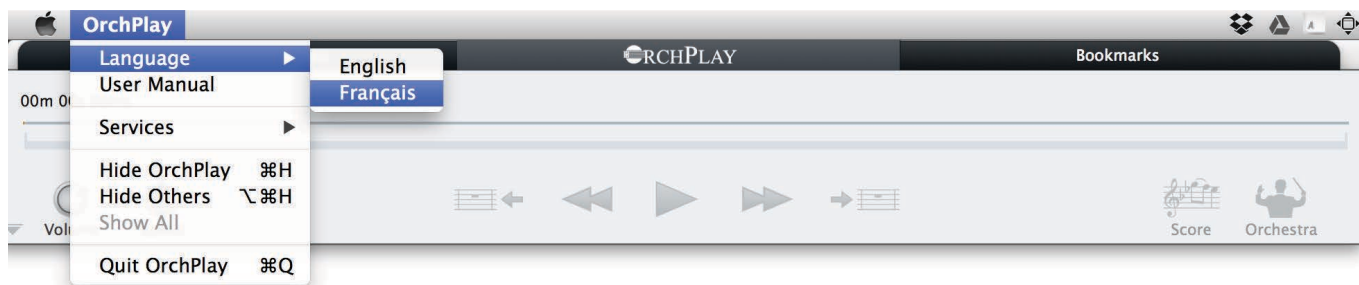 OrchPlay
Language
English
Français
User Manual
Services
Hide OrchPlay ⌘H
Hide Others ⌥⌘H
Show All
Quit OrchPlay ⌘Q
ORCHPLAY
Bookmarks
00m
Score
Orchestra